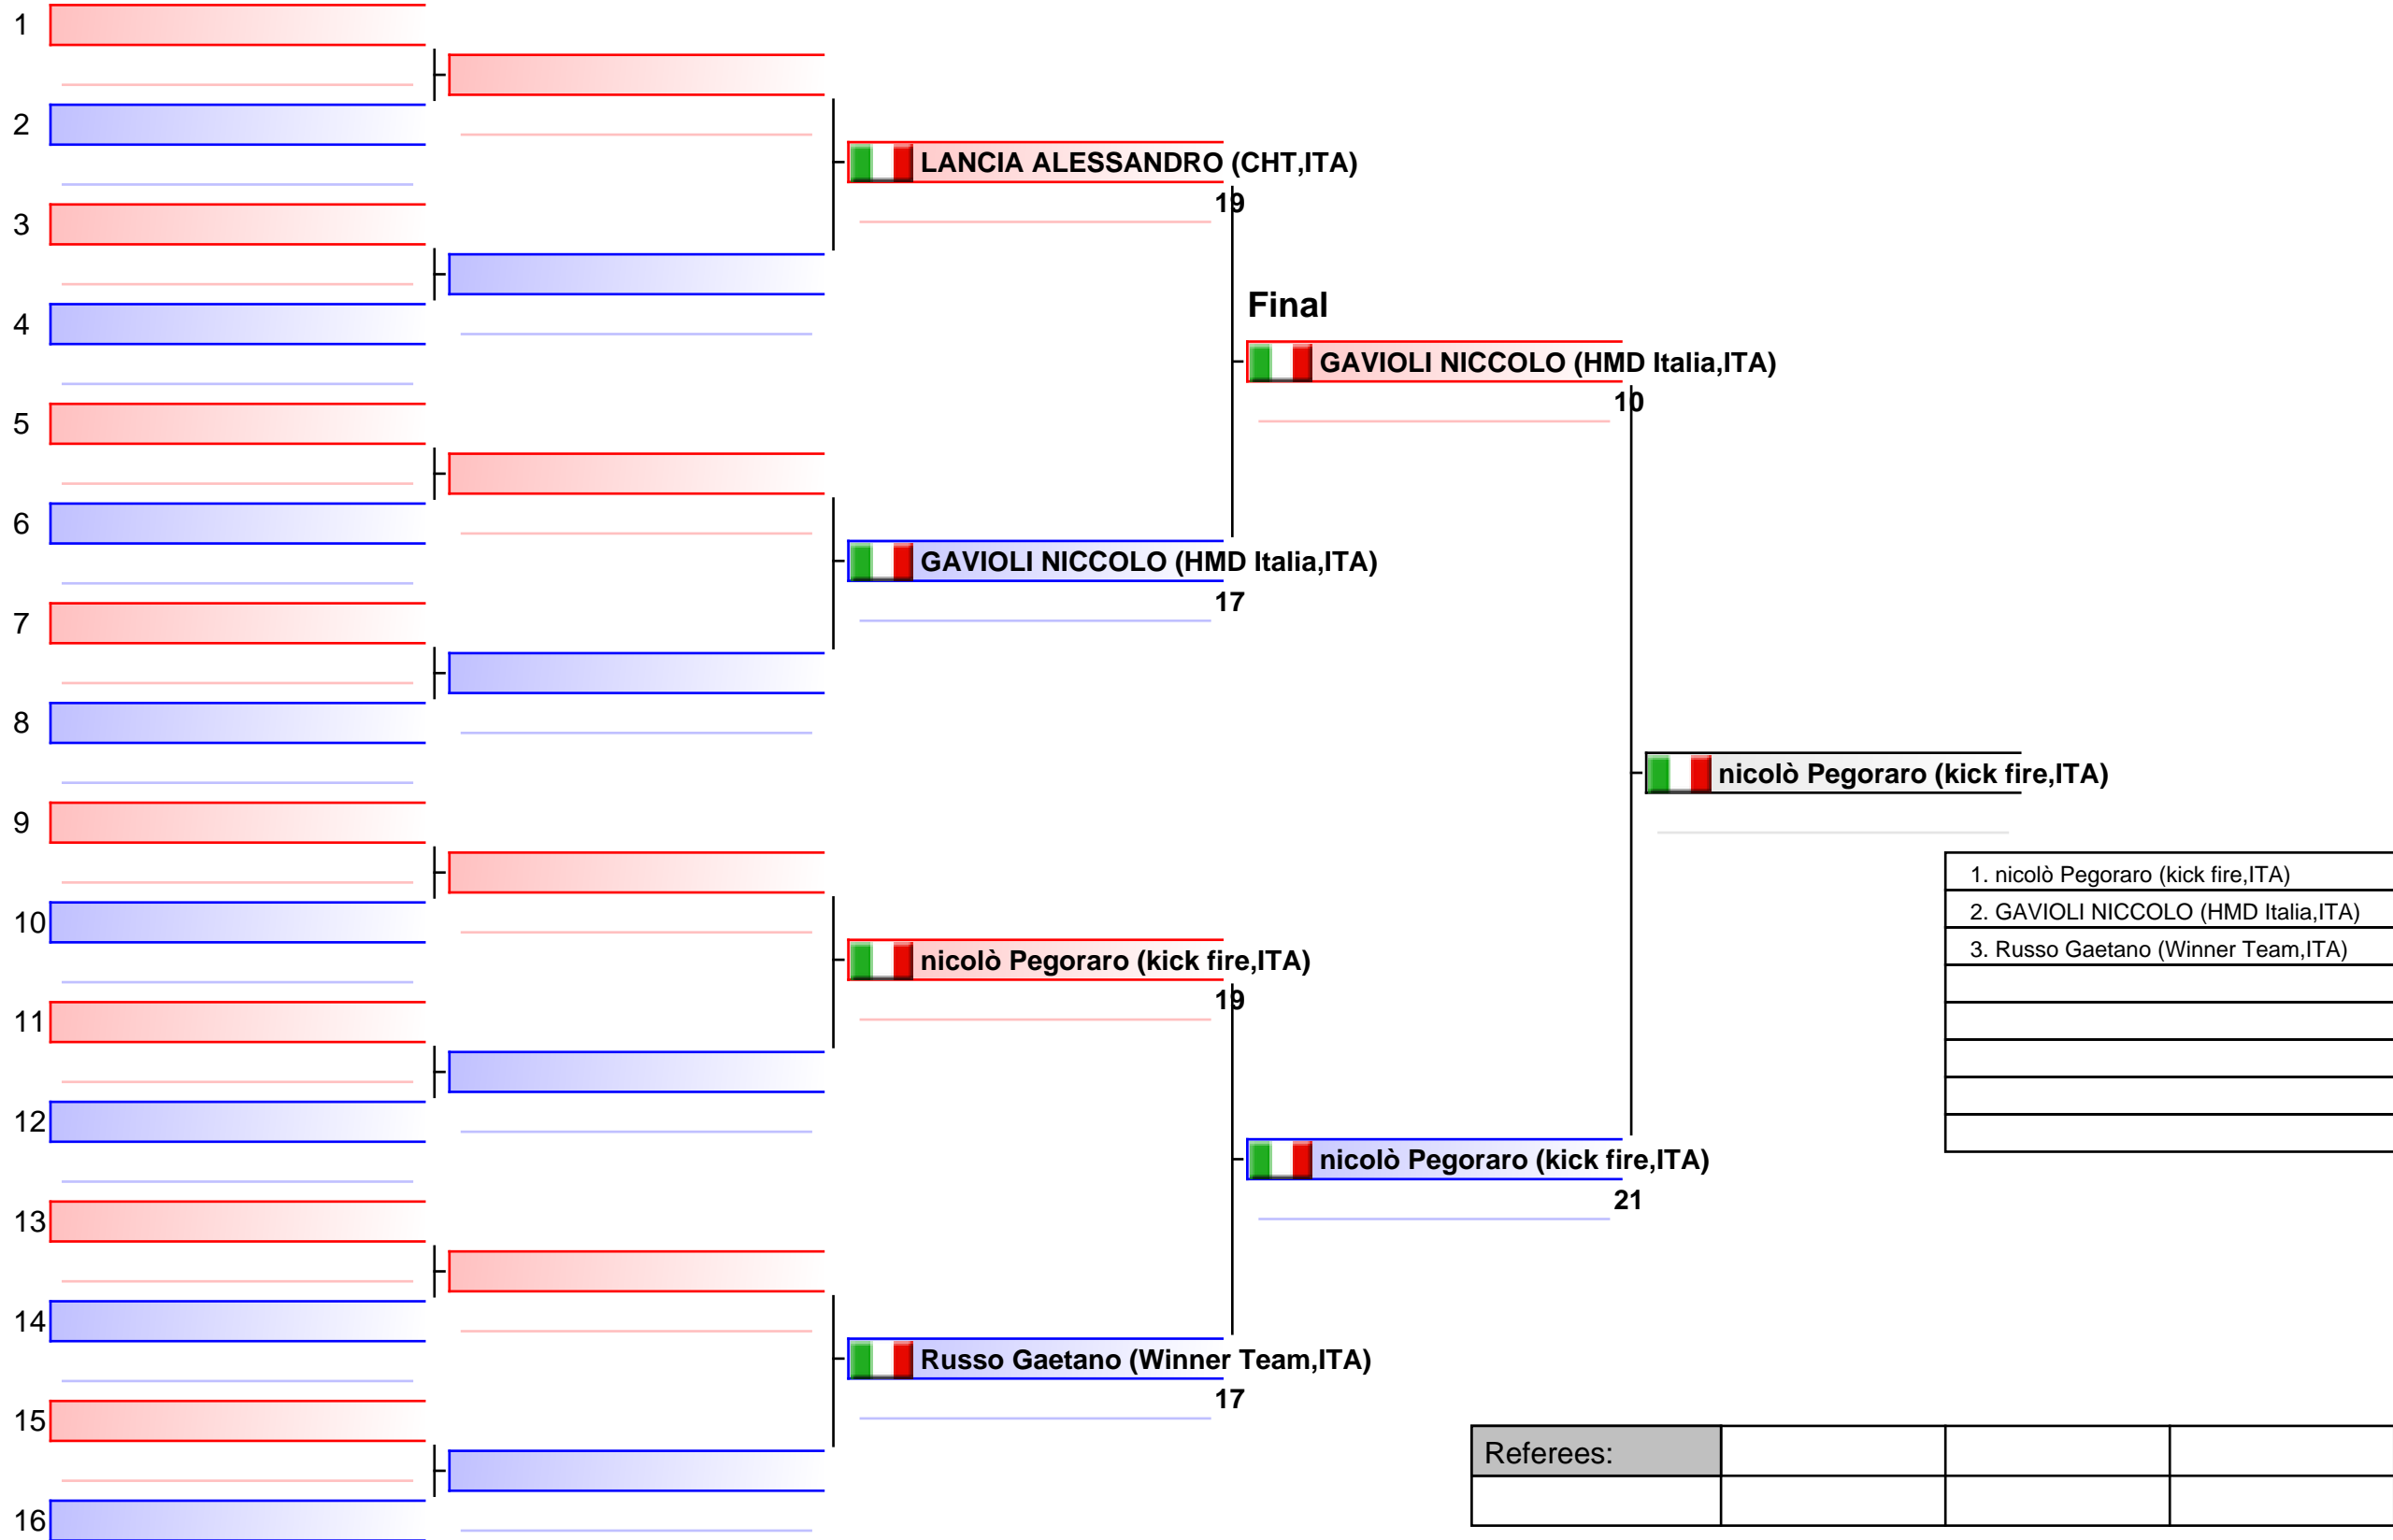 1
2
LANCIA ALESSANDRO (CHT,ITA)
19
3
Final
4
GAVIOLI NICCOLO (HMD Italia,ITA)
10
5
6
GAVIOLI NICCOLO (HMD Italia,ITA)
17
7
8
nicolò Pegoraro (kick fire,ITA)
9
1. nicolò Pegoraro (kick fire,ITA)
2. GAVIOLI NICCOLO (HMD Italia,ITA)
3. Russo Gaetano (Winner Team,ITA)
10
nicolò Pegoraro (kick fire,ITA)
19
11
12
nicolò Pegoraro (kick fire,ITA)
21
13
14
Russo Gaetano (Winner Team,ITA)
17
15
Referees:
16